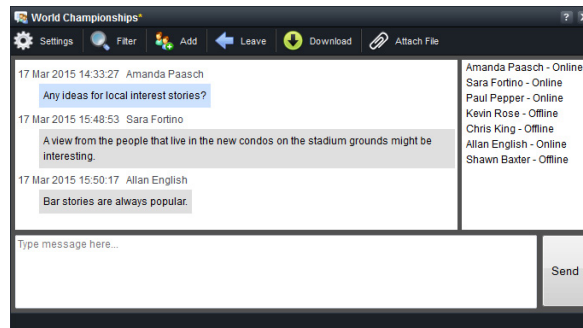 World Championships*
Settings Filter Add Leave Download Attach File
17 Mar 2015 14:33:27 Amanda Paasch
Any ideas for local interest stories?
17 Mar 2015 15:48:53 Sara Fortino
A view from the people that live in the new condos on the stadium grounds might be
interesting.
17 Mar 2015 15:50:17 Allan English
Bar stories are always popular.
Amanda Paasch - Online
Sara Fortino - Online
Paul Pepper - Online
Kevin Rose - Offline
Chris King - Offline
Allan English - Online
Shawn Baxter - Offline
Type message here...
Send